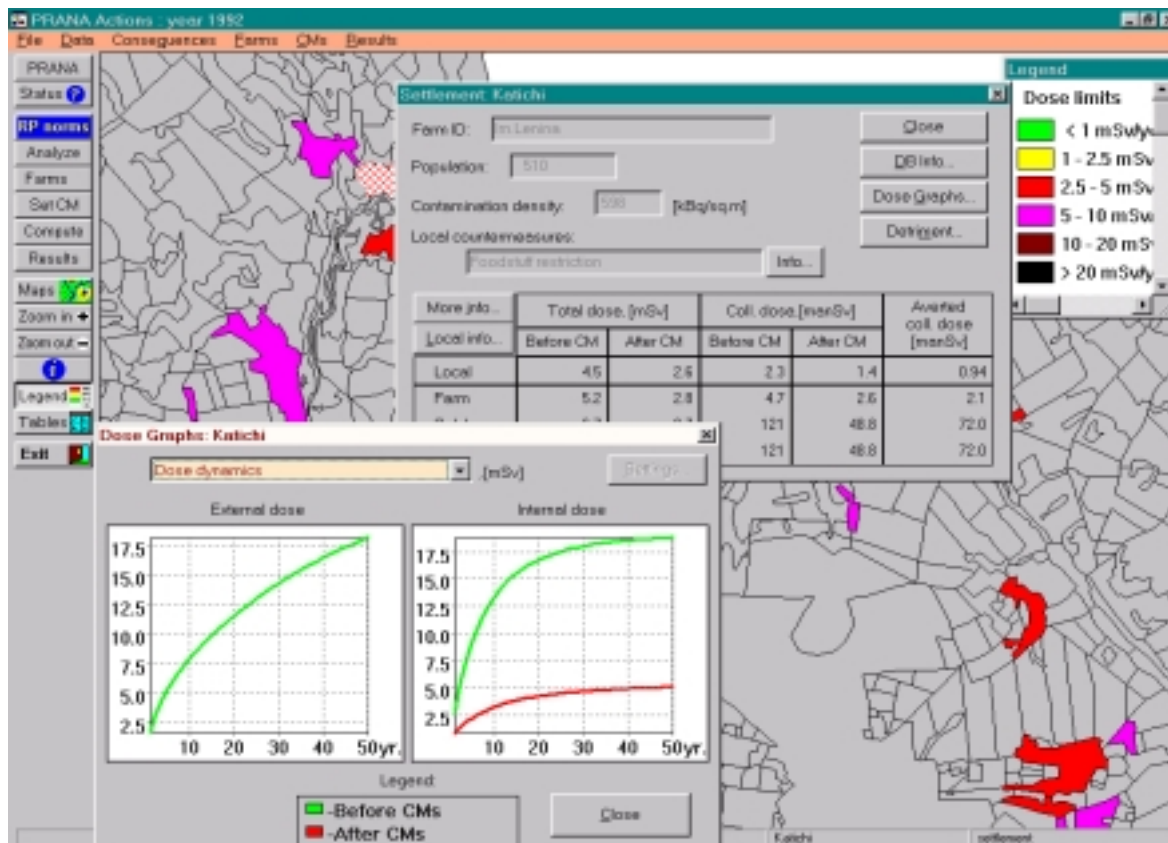 PRANA Actions : year 1992
File Data Conseguences Farms CMs Results
PRANA
Status
RP norms
Analyze
Farms
Set CM
Compute
Results
Maps
Zoom in +
Zoom out -
Legend
Tables
Exit
Settlement: Katichi
Farm ID: Im.Lenina
Population: 510
Contamination density: 598 [kBq/sq.m]
Local countermeasures:
Foodstuff restriction Info...
Close
DB Info...
Dose Graphs...
Detriment...
More info...
Local info...
Total dose, [mSv] Coll. dose,[manSv] Averted coll. dose [manSv]
Before CM After CM Before CM After CM
Local 4.5 2.6 2.3 1.4 0.94
Farm 5.2 2.8 4.7 2.6 2.1
121 48.8 72.0
121 48.8 72.0
Legend
Dose limits
< 1 mSv/y
1 - 2.5 mSv
2.5 - 5 mSv
5 - 10 mSv
10 - 20 mS
> 20 mSv/y
Dose Graphs: Katichi
Dose dynamics ,[mSv]
Settings...
External dose
17.5
15.0
12.5
10.0
7.5
5.0
2.5
10 20 30 40 50yr.
Internal dose
17.5
15.0
12.5
10.0
7.5
5.0
2.5
10 20 30 40 50yr.
Legend:
-Before CMs
-After CMs
Close
Katichi settlement